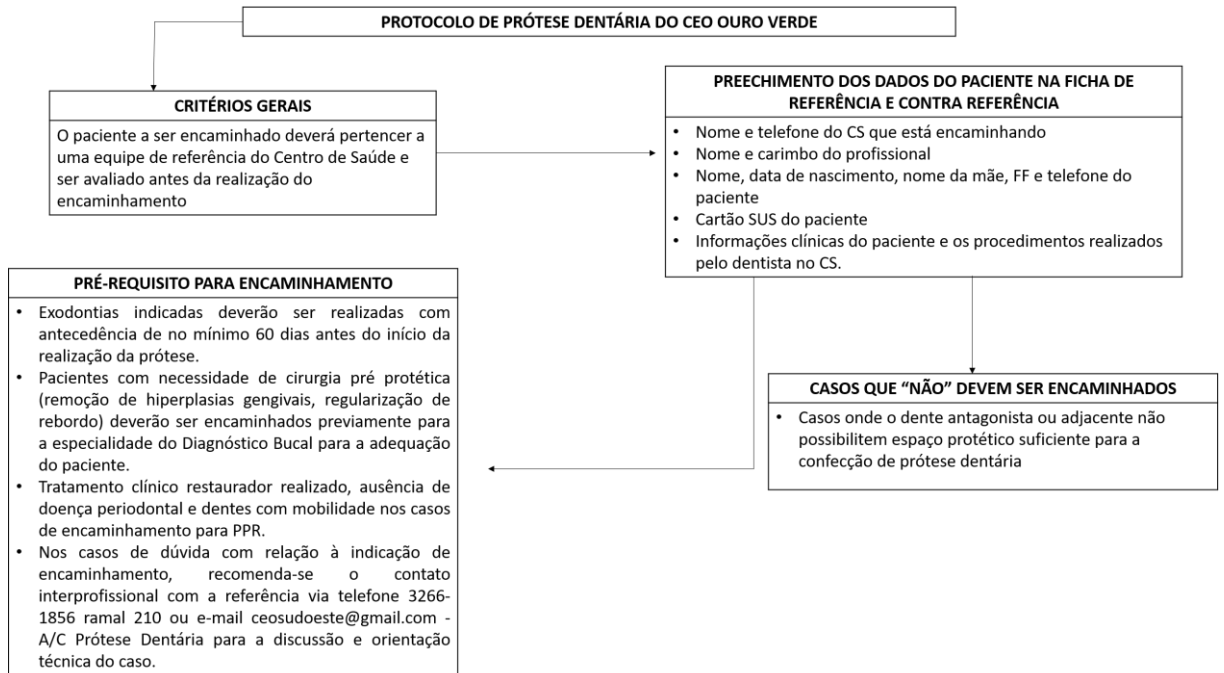 PROTOCOLO DE PRÓTESE DENTÁRIA DO CEO OURO VERDE
CRITÉRIOS GERAIS
O paciente a ser encaminhado deverá pertencer a
uma equipe de referência do Centro de Saúde e
ser avaliado antes da realização do
encaminhamento
PREECHIMENTO DOS DADOS DO PACIENTE NA FICHA DE
REFERÊNCIA E CONTRA REFERÊNCIA
• Nome e telefone do CS que está encaminhando
• Nome e carimbo do profissional
• Nome, data de nascimento, nome da mãe, FF e telefone do
paciente
• Cartão SUS do paciente
• Informações clínicas do paciente e os procedimentos realizados
pelo dentista no CS.
PRÉ-REQUISITO PARA ENCAMINHAMENTO
• Exodontias indicadas deverão ser realizadas com
antecedência de no mínimo 60 dias antes do início da
realização da prótese.
• Pacientes com necessidade de cirurgia pré protética
(remoção de hiperplasias gengivais, regularização de
rebordo) deverão ser encaminhados previamente para
a especialidade do Diagnóstico Bucal para a adequação
do paciente.
• Tratamento clínico restaurador realizado, ausência de
doença periodontal e dentes com mobilidade nos casos
de encaminhamento para PPR.
• Nos casos de dúvida com relação à indicação de
encaminhamento, recomenda-se o contato
interprofissional com a referência via telefone 3266-
1856 ramal 210 ou e-mail ceosudoeste@gmail.com -
A/C Prótese Dentária para a discussão e orientação
técnica do caso.
CASOS QUE “NÃO” DEVEM SER ENCAMINHADOS
• Casos onde o dente antagonista ou adjacente não
possibilitem espaço protético suficiente para a
confecção de prótese dentária